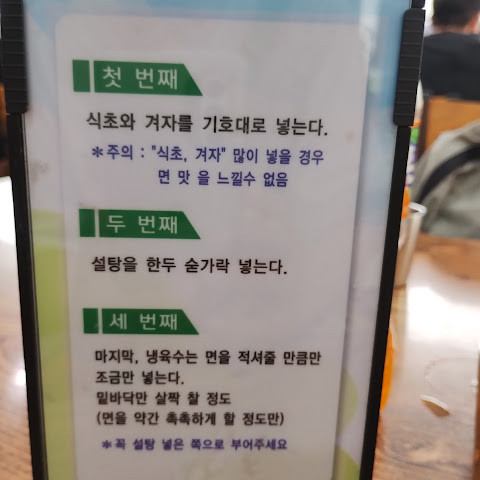 첫 번째
식초와 겨자를 기호대로 넣는다.
*주의 : "식초, 겨자" 많이 넣을 경우
면 맛 을 느낄수 없음
두 번째
설탕을 한두 숟가락 넣는다.
세 번째
마지막, 냉육수는 면을 적셔줄 만큼만
조금만 넣는다.
밑바닥만 살짝 찰 정도
(면을 약간 촉촉하게 할 정도만)
*꼭 설탕 넣은 쪽으로 부어주세요